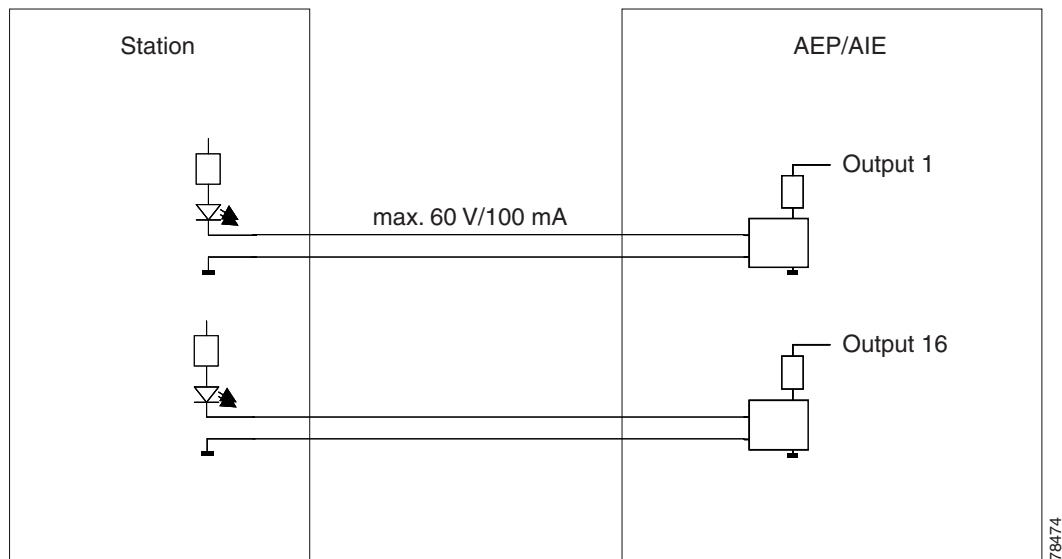 Station
AEP/AIE
Output 1
max. 60 V/100 mA
Output 16
78474